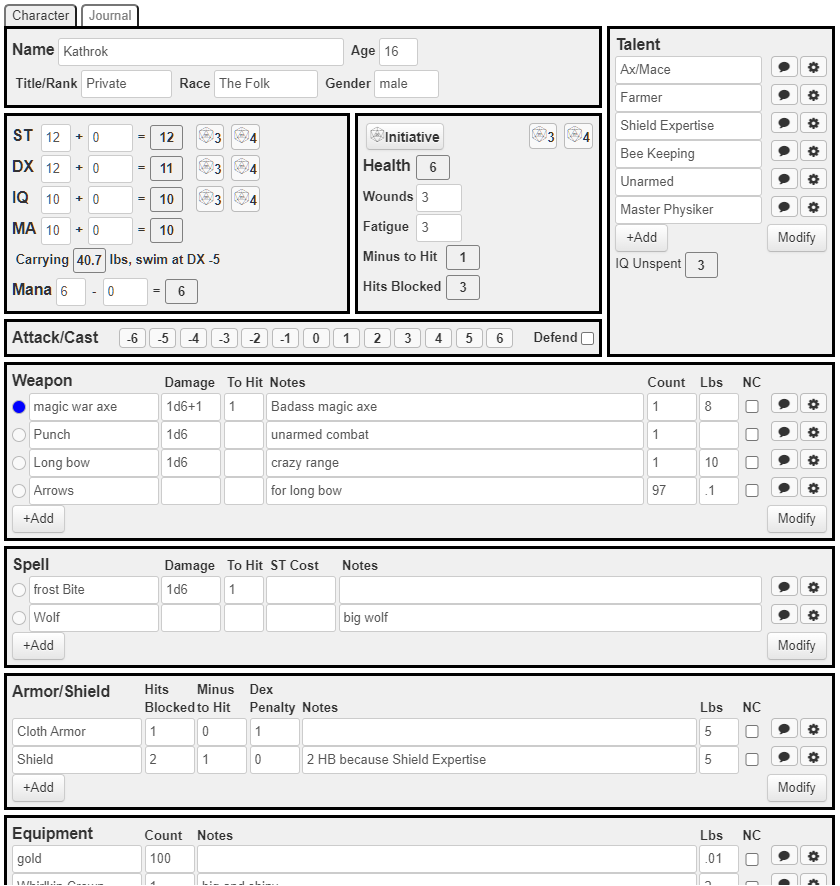 Character Journal
Name Kathrok Age 16
Title/Rank Private Race The Folk Gender male
ST 12 + 0 = 12 3 4
DX 12 + 0 = 11 3 4
IQ 10 + 0 = 10 3 4
MA 10 + 0 = 10
Carrying 40.7 lbs, swim at DX -5
Mana 6 - 0 = 6
Initiative 3 4
Health 6
Wounds 3
Fatigue 3
Minus to Hit 1
Hits Blocked 3
Talent
Ax/Mace
Farmer
Shield Expertise
Bee Keeping
Unarmed
Master Physiker
+Add Modify
IQ Unspent 3
Attack/Cast -6 -5 -4 -3 -2 -1 0 1 2 3 4 5 6 Defend
Weapon Damage To Hit Notes Count Lbs NC
magic war axe 1d6+1 1 Badass magic axe 1 8
Punch 1d6 unarmed combat 1
Long bow 1d6 crazy range 1 10
Arrows for long bow 97 .1
+Add Modify
Spell Damage To Hit ST Cost Notes
frost Bite 1d6 1
Wolf big wolf
+Add Modify
Armor/Shield Hits Blocked Minus to Hit Dex Penalty Notes Lbs NC
Cloth Armor 1 0 1 5
Shield 2 1 0 2 HB because Shield Expertise 5
+Add Modify
Equipment Count Notes Lbs NC
gold 100 .01